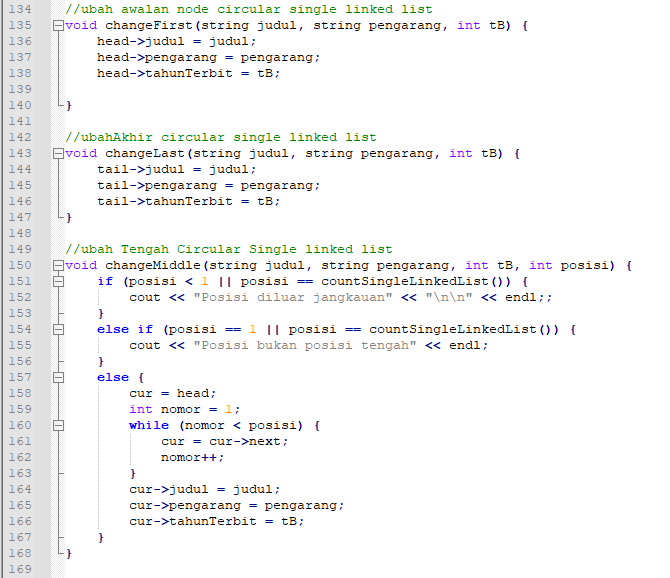 134 //ubah awalan node circular single linked list
135 void changeFirst(string judul, string pengarang, int tB) {
136 head->judul = judul;
137 head->pengarang = pengarang;
138 head->tahunTerbit = tB;
139
140 }
141
142 //ubahAkhir circular single linked list
143 void changeLast(string judul, string pengarang, int tB) {
144 tail->judul = judul;
145 tail->pengarang = pengarang;
146 tail->tahunTerbit = tB;
147 }
148
149 //ubah Tengah Circular Single linked list
150 void changeMiddle(string judul, string pengarang, int tB, int posisi) {
151 if (posisi < 1 || posisi == countSingleLinkedList()) {
152 cout << "Posisi diluar jangkauan" << "\n\n" << endl;;
153 }
154 else if (posisi == 1 || posisi == countSingleLinkedList()) {
155 cout << "Posisi bukan posisi tengah" << endl;
156 }
157 else {
158 cur = head;
159 int nomor = 1;
160 while (nomor < posisi) {
161 cur = cur->next;
162 nomor++;
163 }
164 cur->judul = judul;
165 cur->pengarang = pengarang;
166 cur->tahunTerbit = tB;
167 }
168 }
169